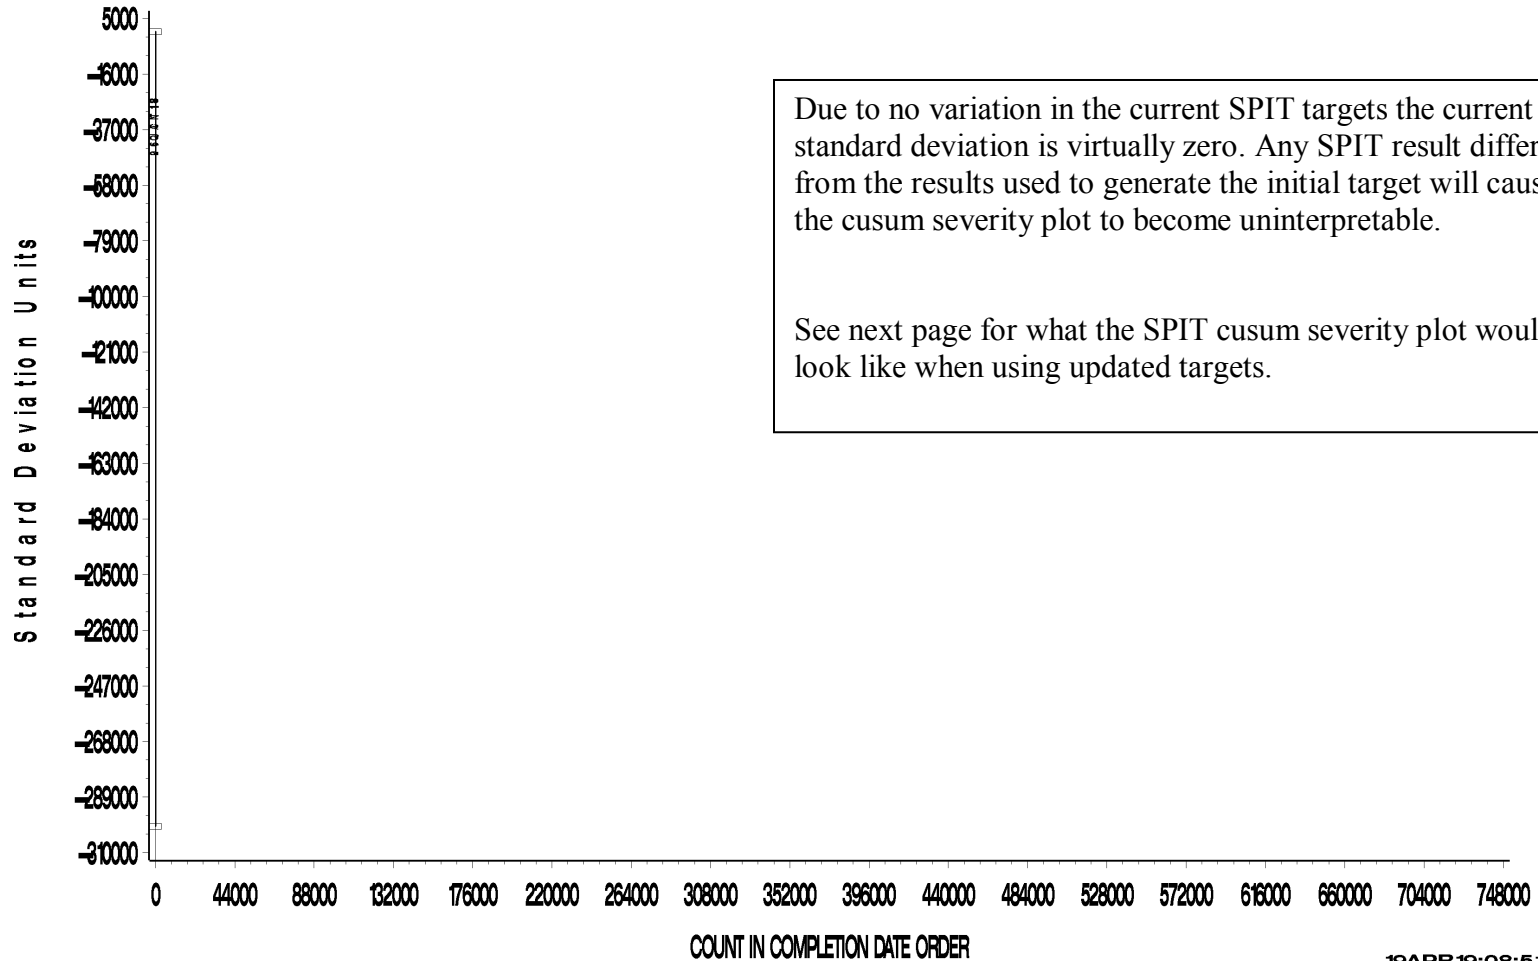 5000
-16000
-37000
-58000
-79000
-100000
-121000
-142000
-163000
-184000
-205000
-226000
-247000
-268000
-289000
-310000
Standard Deviation Units
Due to no variation in the current SPIT targets the current
standard deviation is virtually zero. Any SPIT result differ
from the results used to generate the initial target will caus
the cusum severity plot to become uninterpretable.
See next page for what the SPIT cusum severity plot woul
look like when using updated targets.
0 44000 88000 132000 176000 220000 264000 308000 352000 396000 440000 484000 528000 572000 616000 660000 704000 748000
COUNT IN COMPLETION DATE ORDER